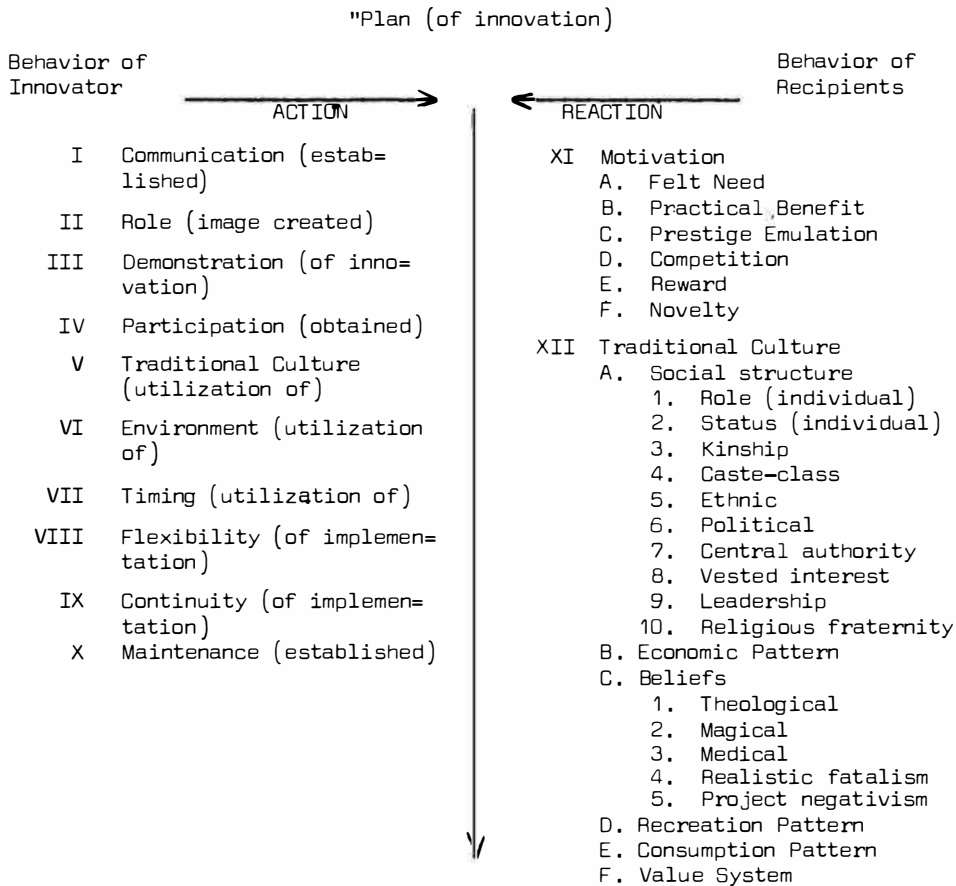 "Plan (of innovation)
Behavior of
Innovator
ACTION
I Communication (estab=
lished)
II Role (image created)
III Demonstration (of inno=
vation)
IV Participation (obtained)
V Traditional Culture
(utilization of)
VI Environment (utilization
of)
VII Timing (utilization of)
VIII Flexibility (of implemen=
tation)
IX Continuity (of implemen=
tation)
X Maintenance (established)
Behavior of
Recipients
REACTION
XI Motivation
A. Felt Need
B. Practical Benefit
C. Prestige Emulation
D. Competition
E. Reward
F. Novelty
XII Traditional Culture
A. Social structure
1. Role (individual)
2. Status (individual)
3. Kinship
4. Caste-class
5. Ethnic
6. Political
7. Central authority
8. Vested interest
9. Leadership
10. Religious fraternity
B. Economic Pattern
C. Beliefs
1. Theological
2. Magical
3. Medical
4. Realistic fatalism
5. Project negativism
D. Recreation Pattern
E. Consumption Pattern
F. Value System